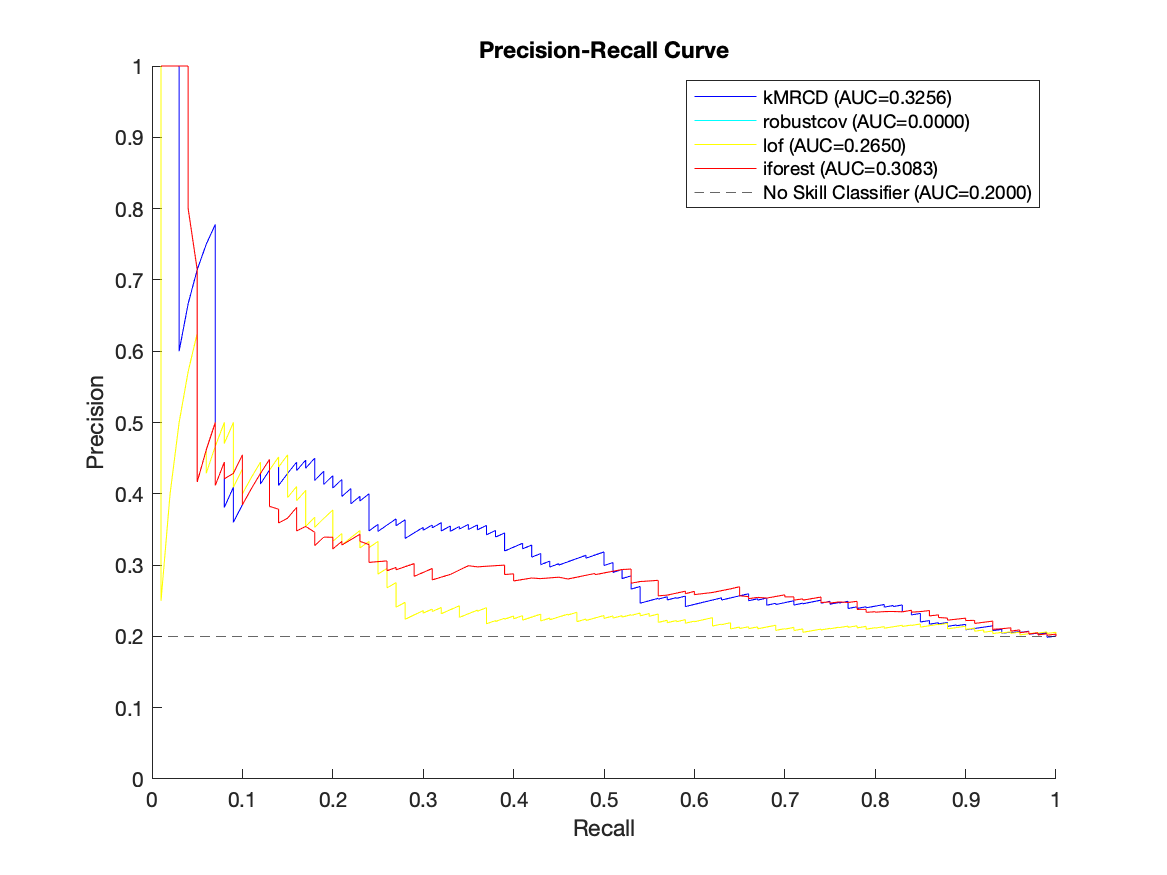 Precision-Recall Curve
kMRCD (AUC=0.3256)
robustcov (AUC=0.0000)
lof (AUC=0.2650)
iforest (AUC=0.3083)
No Skill Classifier (AUC=0.2000)
1
0.9
0.8
0.7
0.6
0.5
0.4
0.3
0.2
0.1
0
Precision
0 0.1 0.2 0.3 0.4 0.5 0.6 0.7 0.8 0.9 1
Recall